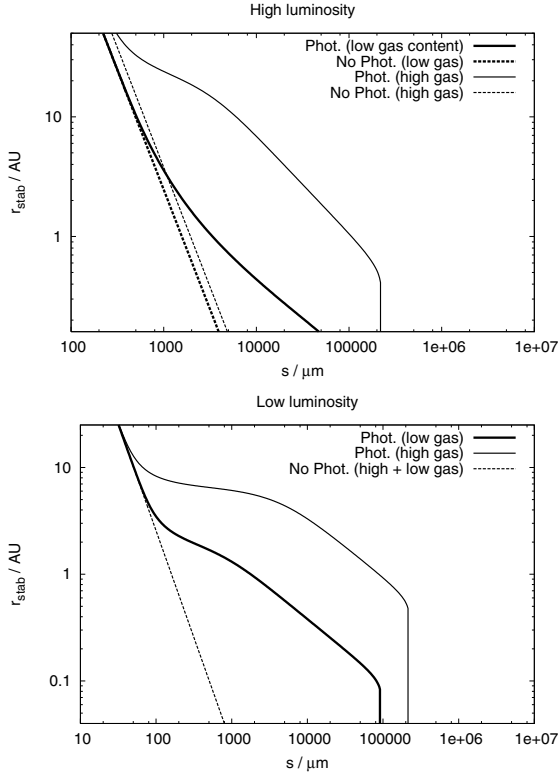 High luminosity
Phot. (low gas content)
No Phot. (low gas)
Phot. (high gas)
No Phot. (high gas)
10
1
r_stab / AU
100
1000
10000
100000
1e+06
1e+07
s / μm
Low luminosity
Phot. (low gas)
Phot. (high gas)
No Phot. (high + low gas)
10
1
0.1
r_stab / AU
10
100
1000
10000
100000
1e+06
1e+07
s / μm